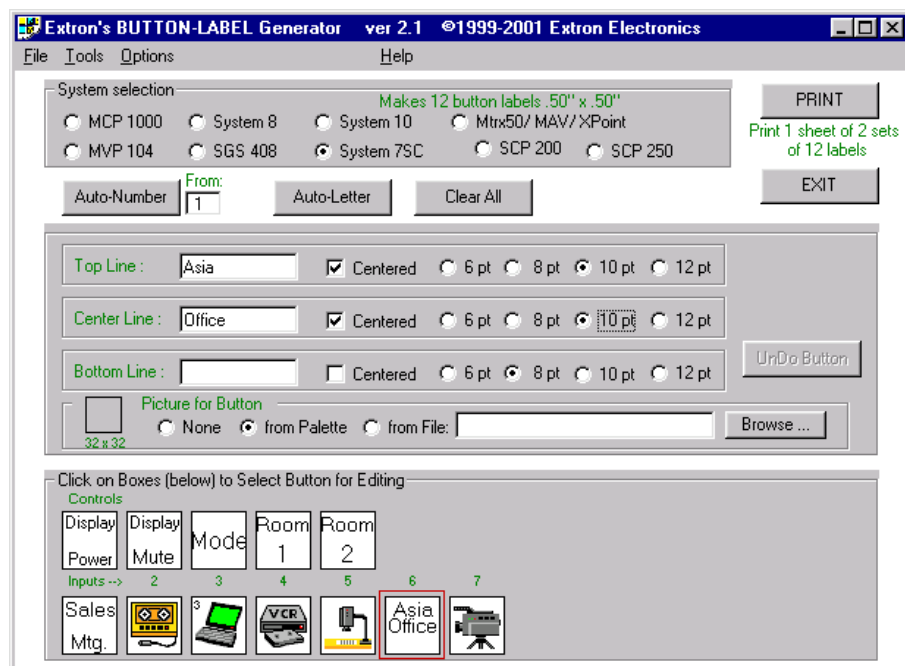 Extron's BUTTON-LABEL Generator ver 2.1 ©1999-2001 Extron Electronics
File Tools Options Help
System selection
Makes 12 button labels .50" x .50"
MCP 1000 System 8 System 10 Mtrx50/ MAV/ XPoint
MVP 104 SGS 408 System 7SC SCP 200 SCP 250
PRINT
Print 1 sheet of 2 sets
of 12 labels
EXIT
Auto-Number From: 1 Auto-Letter Clear All
Top Line : Asia Centered 6 pt 8 pt 10 pt 12 pt
Center Line : Office Centered 6 pt 8 pt 10 pt 12 pt
Bottom Line : Centered 6 pt 8 pt 10 pt 12 pt
UnDo Button
Picture for Button
32 x 32 None from Palette from File: Browse ...
Click on Boxes (below) to Select Button for Editing
Controls
Display Power
Display Mute
Mode
Room 1
Room 2
Inputs --> 2 3 4 5 6 7
Sales Mtg.
3
VCR
Asia Office